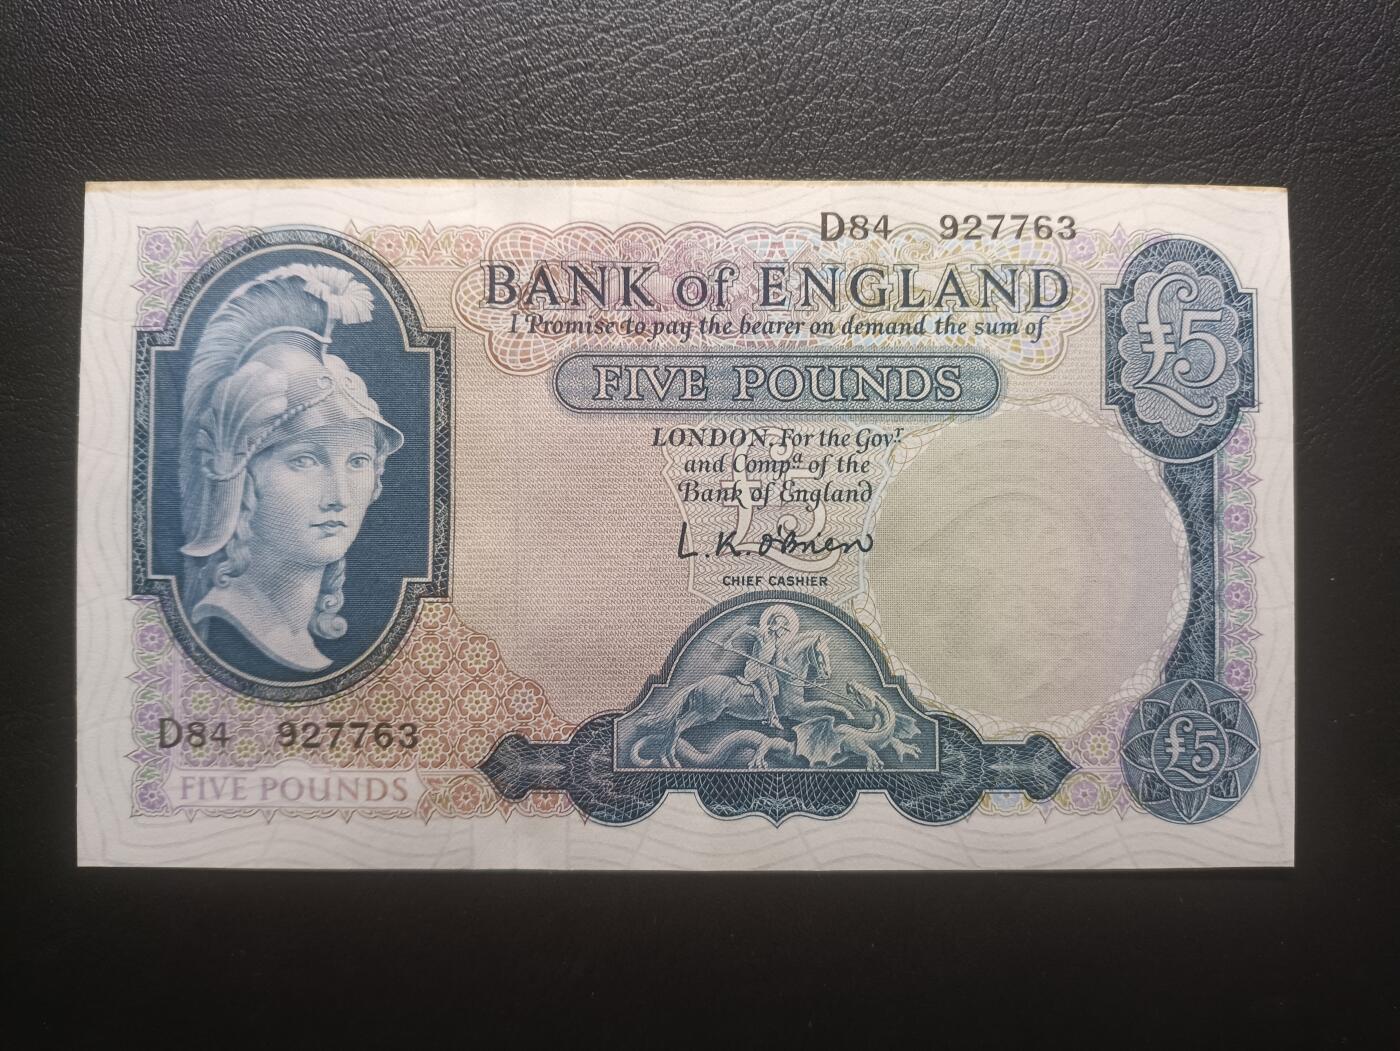 D84 927763
BANK of ENGLAND
I Promise to pay the bearer on demand the sum of
FIVE POUNDS
£5
LONDON, For the Govr.
and Compa. of the
Bank of England
£5
L.K. O'Brien
CHIEF CASHIER
D84 927763
FIVE POUNDS
£5